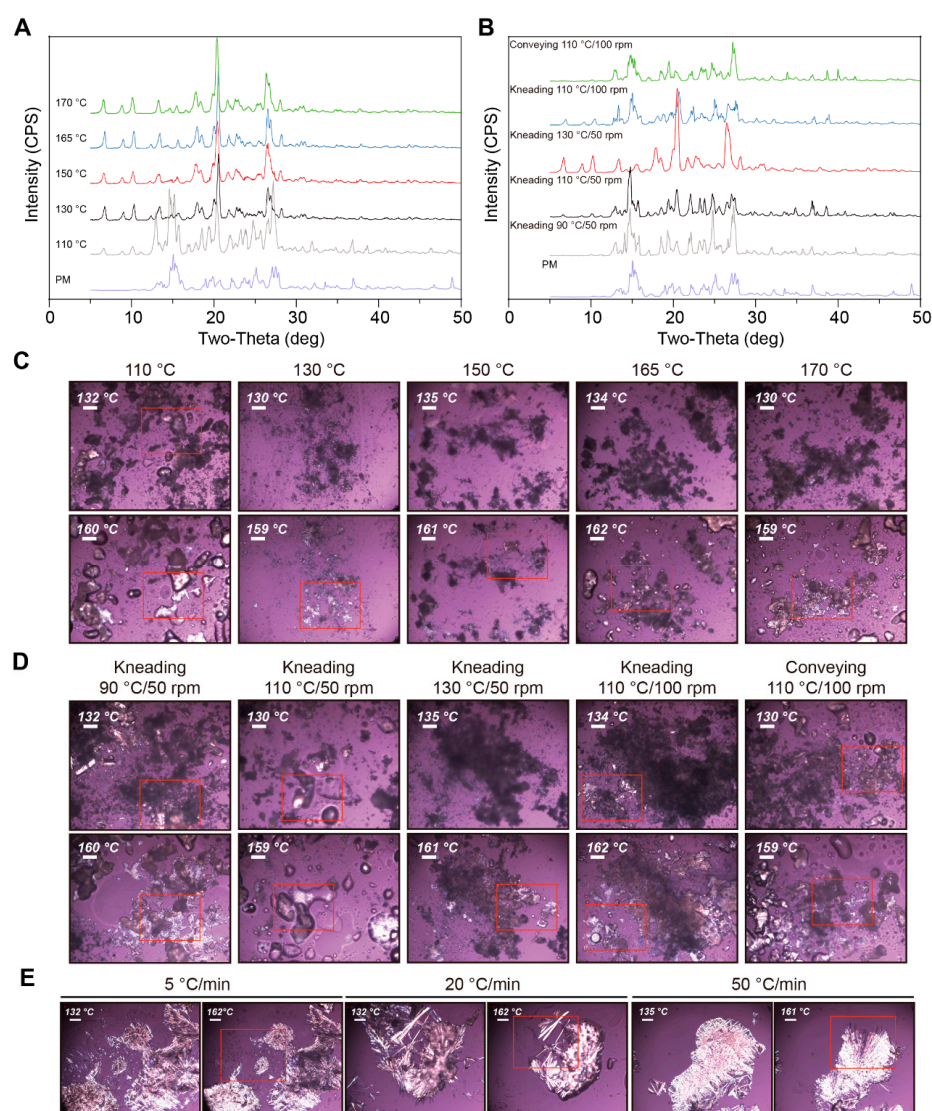 A
B
Intensity (CPS)
170 °C
165 °C
150 °C
130 °C
110 °C
PM
0 10 20 30 40 50
Two-Theta (deg)
Intensity (CPS)
Conveying 110 °C/100 rpm
Kneading 110 °C/100 rpm
Kneading 130 °C/50 rpm
Kneading 110 °C/50 rpm
Kneading 90 °C/50 rpm
PM
0 10 20 30 40 50
Two-Theta (deg)
C
110 °C 130 °C 150 °C 165 °C 170 °C
132 °C 130 °C 135 °C 134 °C 130 °C
160 °C 159 °C 161 °C 162 °C 159 °C
D
Kneading Kneading Kneading Kneading Conveying
90 °C/50 rpm 110 °C/50 rpm 130 °C/50 rpm 110 °C/100 rpm 110 °C/100 rpm
132 °C 130 °C 135 °C 134 °C 130 °C
160 °C 159 °C 161 °C 162 °C 159 °C
E
5 °C/min 20 °C/min 50 °C/min
132 °C 162°C 132 °C 162 °C 135 °C 161 °C